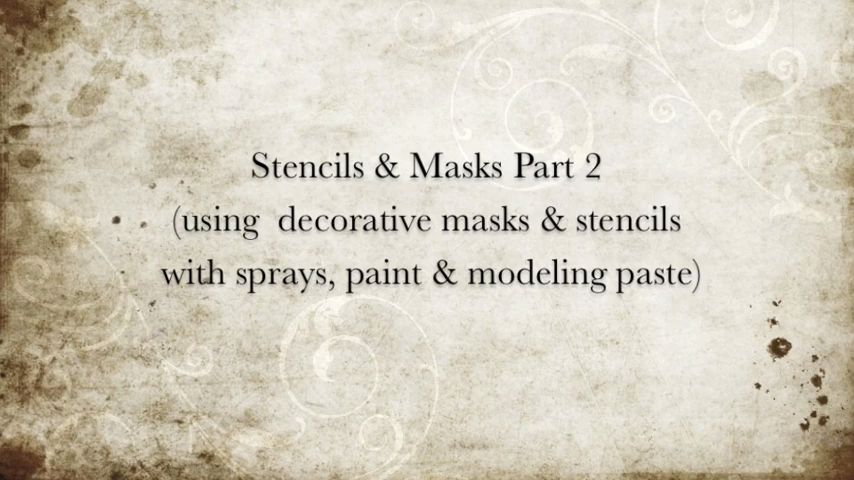 Stencils & Masks Part 2
(using  decorative masks & stencils
with sprays, paint & modeling paste)